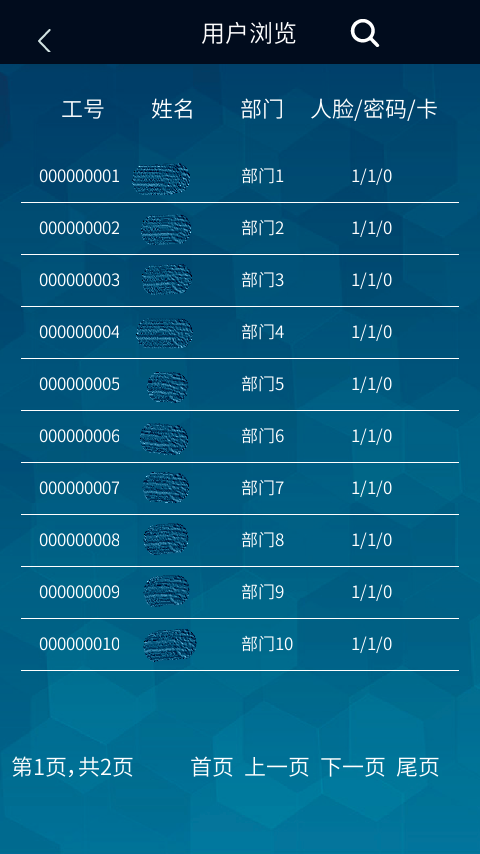 用户浏览
工号 姓名 部门 人脸/密码/卡
000000001 部门1 1/1/0
000000002 部门2 1/1/0
000000003 部门3 1/1/0
000000004 部门4 1/1/0
000000005 部门5 1/1/0
000000006 部门6 1/1/0
000000007 部门7 1/1/0
000000008 部门8 1/1/0
000000009 部门9 1/1/0
000000010 部门10 1/1/0
第1页,共2页 首页 上一页 下一页 尾页